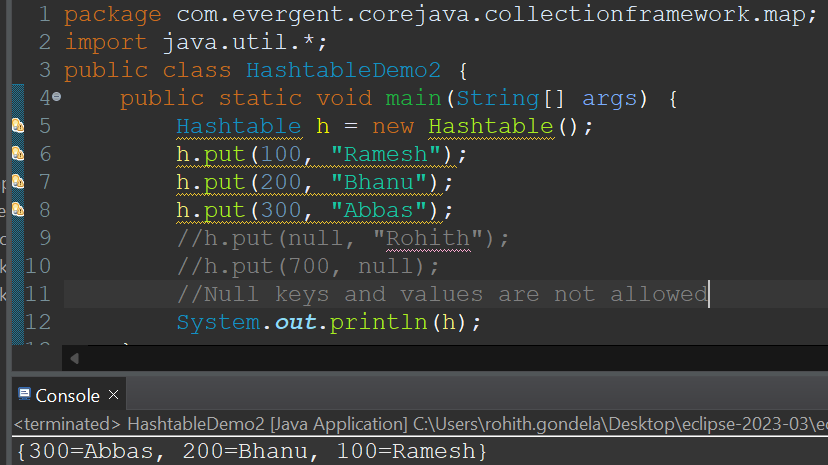 1 package com.evergent.corejava.collectionframework.map;
2 import java.util.*;
3 public class HashtableDemo2 {
4 public static void main(String[] args) {
5 Hashtable h = new Hashtable();
6 h.put(100, "Ramesh");
7 h.put(200, "Bhanu");
8 h.put(300, "Abbas");
9 //h.put(null, "Rohith");
10 //h.put(700, null);
11 //Null keys and values are not allowed
12 System.out.println(h);
Console ×
<terminated> HashtableDemo2 [Java Application] C:\Users\rohith.gondela\Desktop\eclipse-2023-03\ec
{300=Abbas, 200=Bhanu, 100=Ramesh}